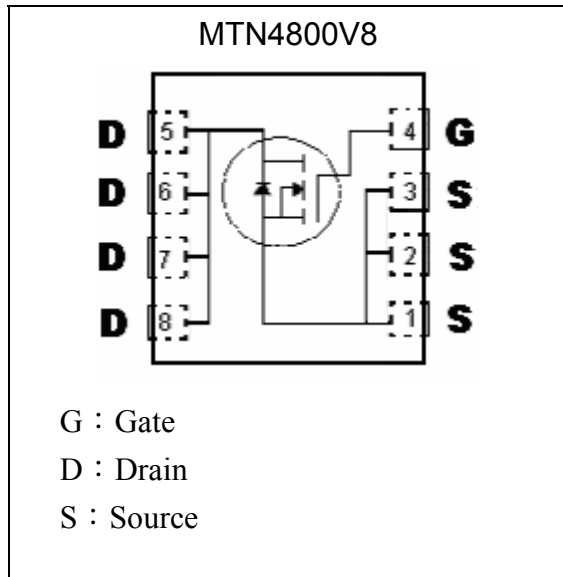 MTN4800V8
D 5 4 G
D 6 3 S
D 7 2 S
D 8 1 S
G：Gate
D：Drain
S：Source